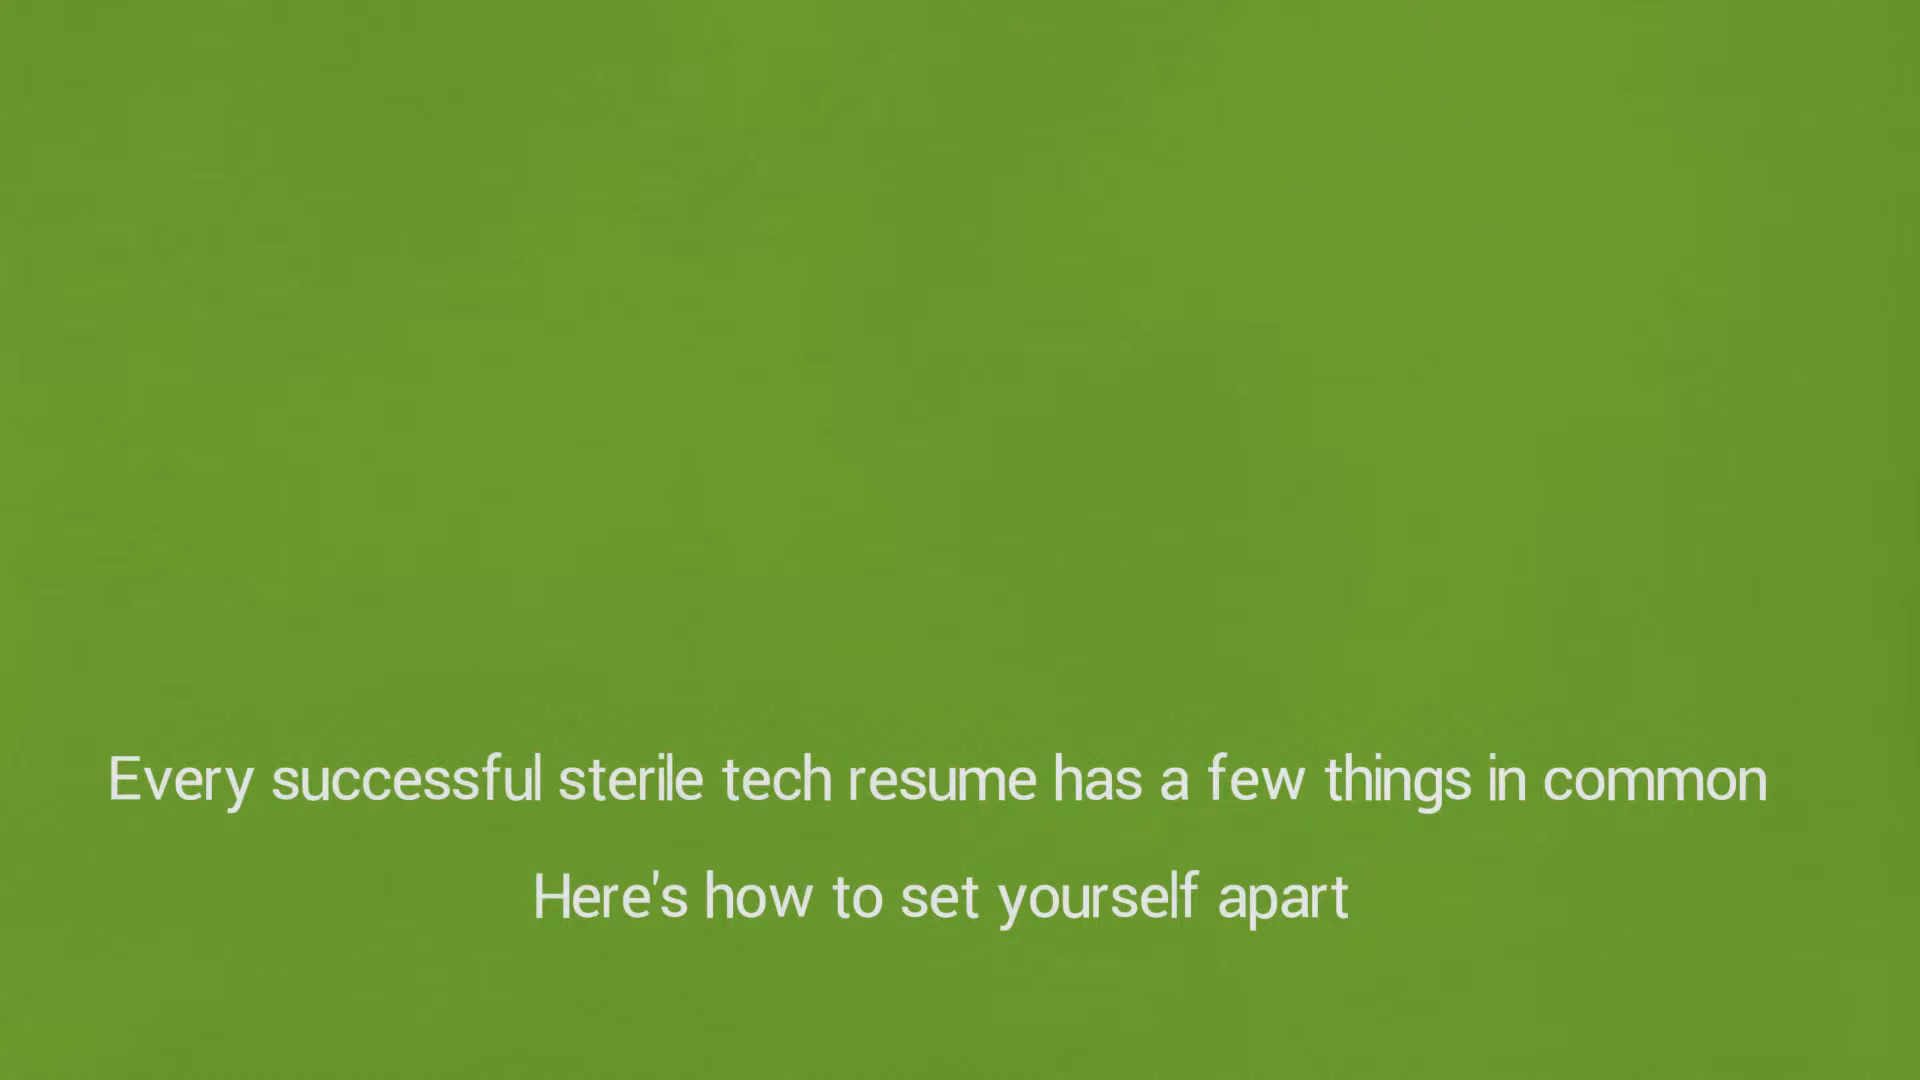 Every successful sterile tech resume has a few things in common
Here's how to set yourself apart